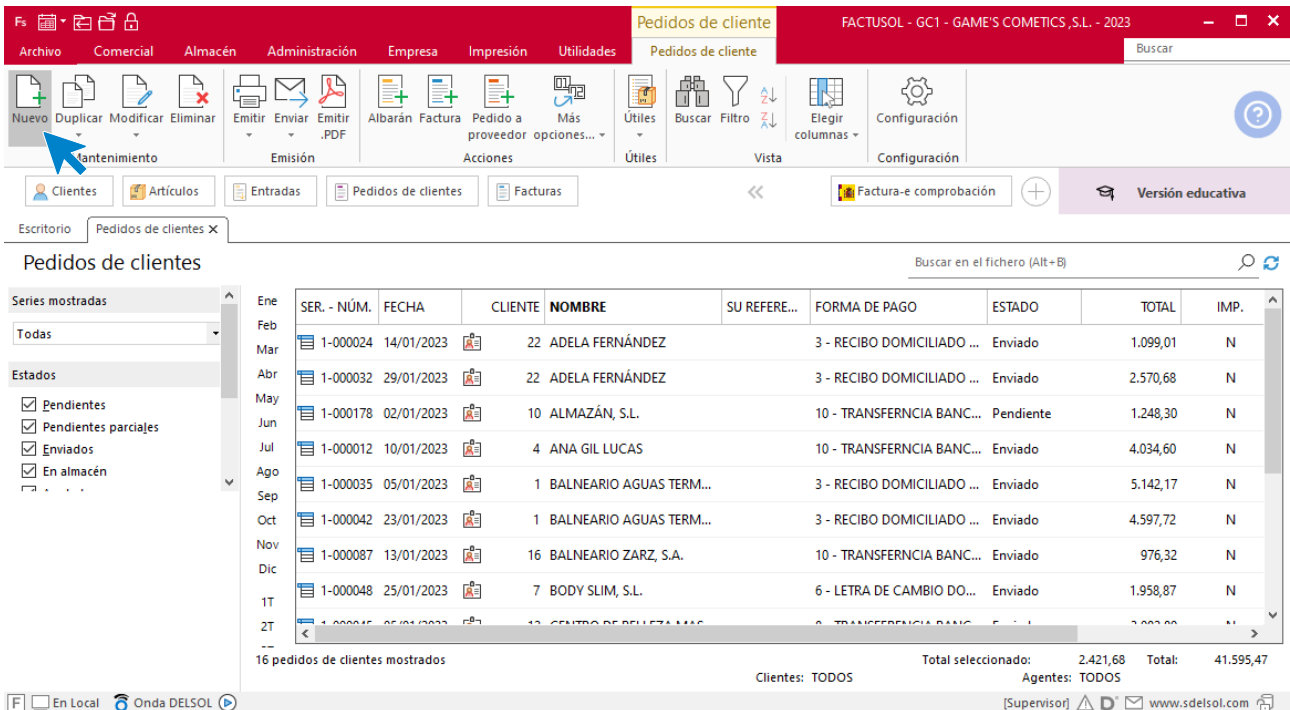 Fs
Pedidos de cliente
FACTUSOL - GC1 - GAME'S COMETICS ,S.L. - 2023
Archivo Comercial Almacén Administración Empresa Impresión Utilidades Pedidos de cliente Buscar
Nuevo Duplicar Modificar Eliminar Emitir Enviar Emitir .PDF Albarán Factura Pedido a proveedor Más opciones... Útiles Buscar Filtro Elegir columnas Configuración
Mantenimiento Emisión Acciones Útiles Vista Configuración
Clientes Artículos Entradas Pedidos de clientes Facturas Factura-e comprobación Versión educativa
Escritorio Pedidos de clientes X
Pedidos de clientes Buscar en el fichero (Alt+B)
Series mostradas
Todas
Estados
Pendientes
Pendientes parciales
Enviados
En almacén
Ene
Feb
Mar
Abr
May
Jun
Jul
Ago
Sep
Oct
Nov
Dic
1T
2T
SER. - NÚM. FECHA CLIENTE NOMBRE SU REFERE... FORMA DE PAGO ESTADO TOTAL IMP.
1-000024 14/01/2023 22 ADELA FERNÁNDEZ 3 - RECIBO DOMICILIADO ... Enviado 1.099,01 N
1-000032 29/01/2023 22 ADELA FERNÁNDEZ 3 - RECIBO DOMICILIADO ... Enviado 2.570,68 N
1-000178 02/01/2023 10 ALMAZÁN, S.L. 10 - TRANSFERNCIA BANC... Pendiente 1.248,30 N
1-000012 10/01/2023 4 ANA GIL LUCAS 10 - TRANSFERNCIA BANC... Enviado 4.034,60 N
1-000035 05/01/2023 1 BALNEARIO AGUAS TERM... 3 - RECIBO DOMICILIADO ... Enviado 5.142,17 N
1-000042 23/01/2023 1 BALNEARIO AGUAS TERM... 3 - RECIBO DOMICILIADO ... Enviado 4.597,72 N
1-000087 13/01/2023 16 BALNEARIO ZARZ, S.A. 10 - TRANSFERNCIA BANC... Enviado 976,32 N
1-000048 25/01/2023 7 BODY SLIM, S.L. 6 - LETRA DE CAMBIO DO... Enviado 1.958,87 N
16 pedidos de clientes mostrados Total seleccionado: 2.421,68 Total: 41.595,47
Clientes: TODOS Agentes: TODOS
F En Local Onda DELSOL [Supervisor] D www.sdelsol.com